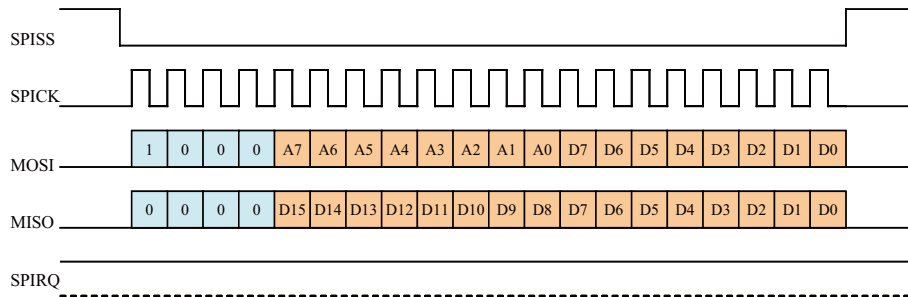 SPISS
SPICK
MOSI 1 0 0 0 A7 A6 A5 A4 A3 A2 A1 A0 D7 D6 D5 D4 D3 D2 D1 D0
MISO 0 0 0 0 D15 D14 D13 D12 D11 D10 D9 D8 D7 D6 D5 D4 D3 D2 D1 D0
SPIRQ